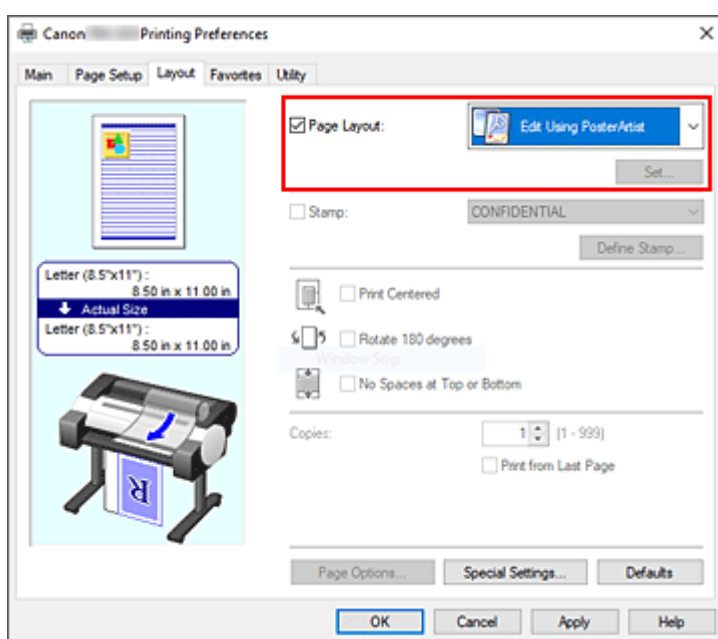 Canon Printing Preferences
Main Page Setup Layout Favorites Utility
Page Layout: Edit Using PosterArtist
Set...
Stamp: CONFIDENTIAL
Define Stamp...
Letter (8.5"x11") :
8.50 in x 11.00 in
Actual Size
Letter (8.5"x11") :
8.50 in x 11.00 in
Print Centered
Rotate 180 degrees
Window Snip
No Spaces at Top or Bottom
Copies: 1 (1 - 999)
Print from Last Page
R
Page Options... Special Settings... Defaults
OK Cancel Apply Help